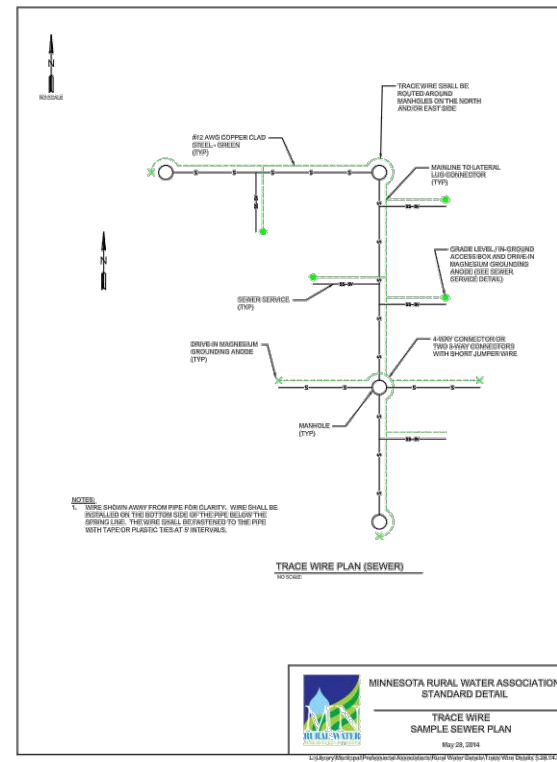 N
NO SCALE
TRACE WIRE SHALL BE
ROUTED AROUND
MANHOLES ON THE NORTH
AND/OR EAST SIDE
#12 AWG COPPER CLAD
STEEL - GREEN
(TYP)
MAINLINE TO LATERAL
LUG CONNECTOR
(TYP)
N
GRADE LEVEL / IN-GROUND
ACCESS BOX AND DRIVE-IN
MAGNESIUM GROUNDING
ANODE (SEE SEWER
SERVICE DETAIL)
SEWER SERVICE
(TYP)
DRIVE-IN MAGNESIUM
GROUNDING ANODE
(TYP)
4-WAY CONNECTOR OR
TWO 3-WAY CONNECTORS
WITH SHORT JUMPER WIRE
MANHOLE
(TYP)
NOTES:
1. WIRE SHOWN AWAY FROM PIPE FOR CLARITY. WIRE SHALL BE
INSTALLED ON THE BOTTOM SIDE OF THE PIPE BELOW THE
SPRING LINE. THE WIRE SHALL BE FASTENED TO THE PIPE
WITH TAPE OR PLASTIC TIES AT 5' INTERVALS.
TRACE WIRE PLAN (SEWER)
NO SCALE
MN
RURAL WATER
MINNESOTA RURAL WATER ASSOCIATION
STANDARD DETAIL
TRACE WIRE
SAMPLE SEWER PLAN
May 28, 2014